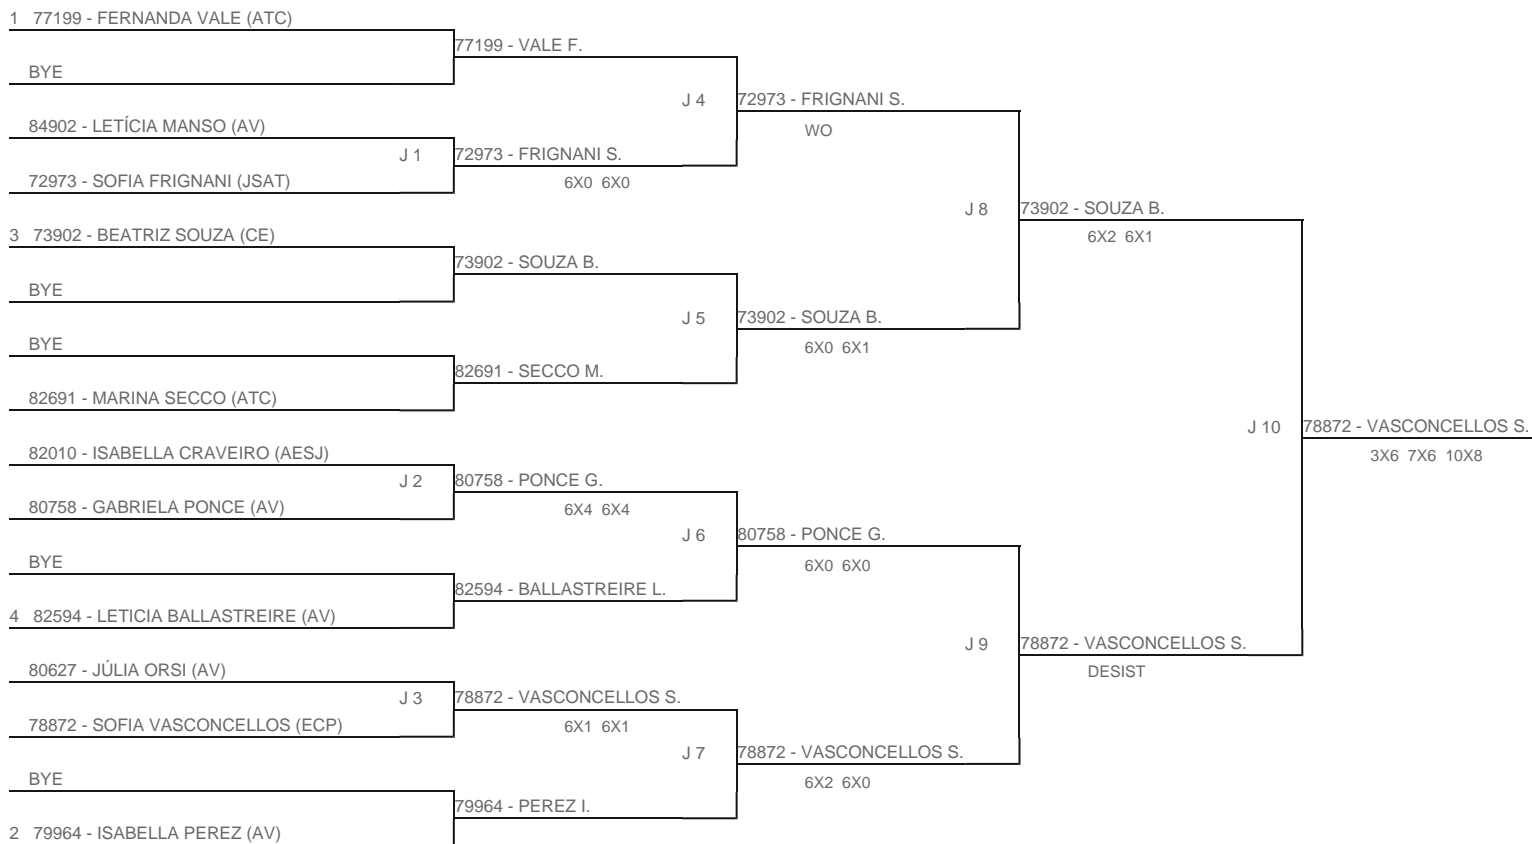 1 77199 - FERNANDA VALE (ATC)
77199 - VALE F.
BYE
J 4
72973 - FRIGNANI S.
84902 - LETÍCIA MANSO (AV)
WO
J 1
72973 - FRIGNANI S.
72973 - SOFIA FRIGNANI (JSAT)
6X0 6X0
J 8
73902 - SOUZA B.
3 73902 - BEATRIZ SOUZA (CE)
6X2 6X1
73902 - SOUZA B.
BYE
J 5
73902 - SOUZA B.
BYE
6X0 6X1
82691 - SECCO M.
82691 - MARINA SECCO (ATC)
J 10
78872 - VASCONCELLOS S.
82010 - ISABELLA CRAVEIRO (AESJ)
3X6 7X6 10X8
J 2
80758 - PONCE G.
80758 - GABRIELA PONCE (AV)
6X4 6X4
J 6
80758 - PONCE G.
BYE
6X0 6X0
82594 - BALLASTREIRE L.
4 82594 - LETICIA BALLASTREIRE (AV)
J 9
78872 - VASCONCELLOS S.
80627 - JÚLIA ORSI (AV)
DESIST
J 3
78872 - VASCONCELLOS S.
78872 - SOFIA VASCONCELLOS (ECP)
6X1 6X1
J 7
78872 - VASCONCELLOS S.
BYE
6X2 6X0
79964 - PEREZ I.
2 79964 - ISABELLA PEREZ (AV)